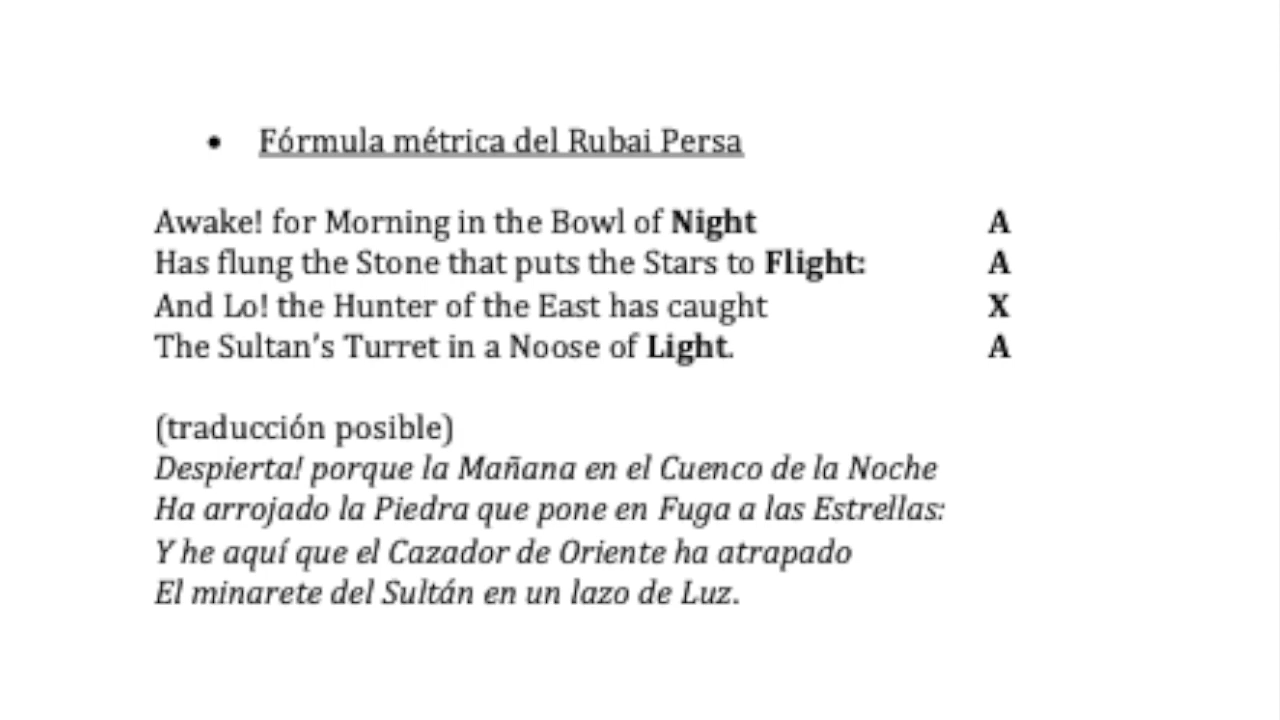 • Fórmula métrica del Rubai Persa
Awake! for Morning in the Bowl of Night A
Has flung the Stone that puts the Stars to Flight: A
And Lo! the Hunter of the East has caught X
The Sultan’s Turret in a Noose of Light. A
(traducción posible)
Despierta! porque la Mañana en el Cuenco de la Noche
Ha arrojado la Piedra que pone en Fuga a las Estrellas:
Y he aquí que el Cazador de Oriente ha atrapado
El minarete del Sultán en un lazo de Luz.